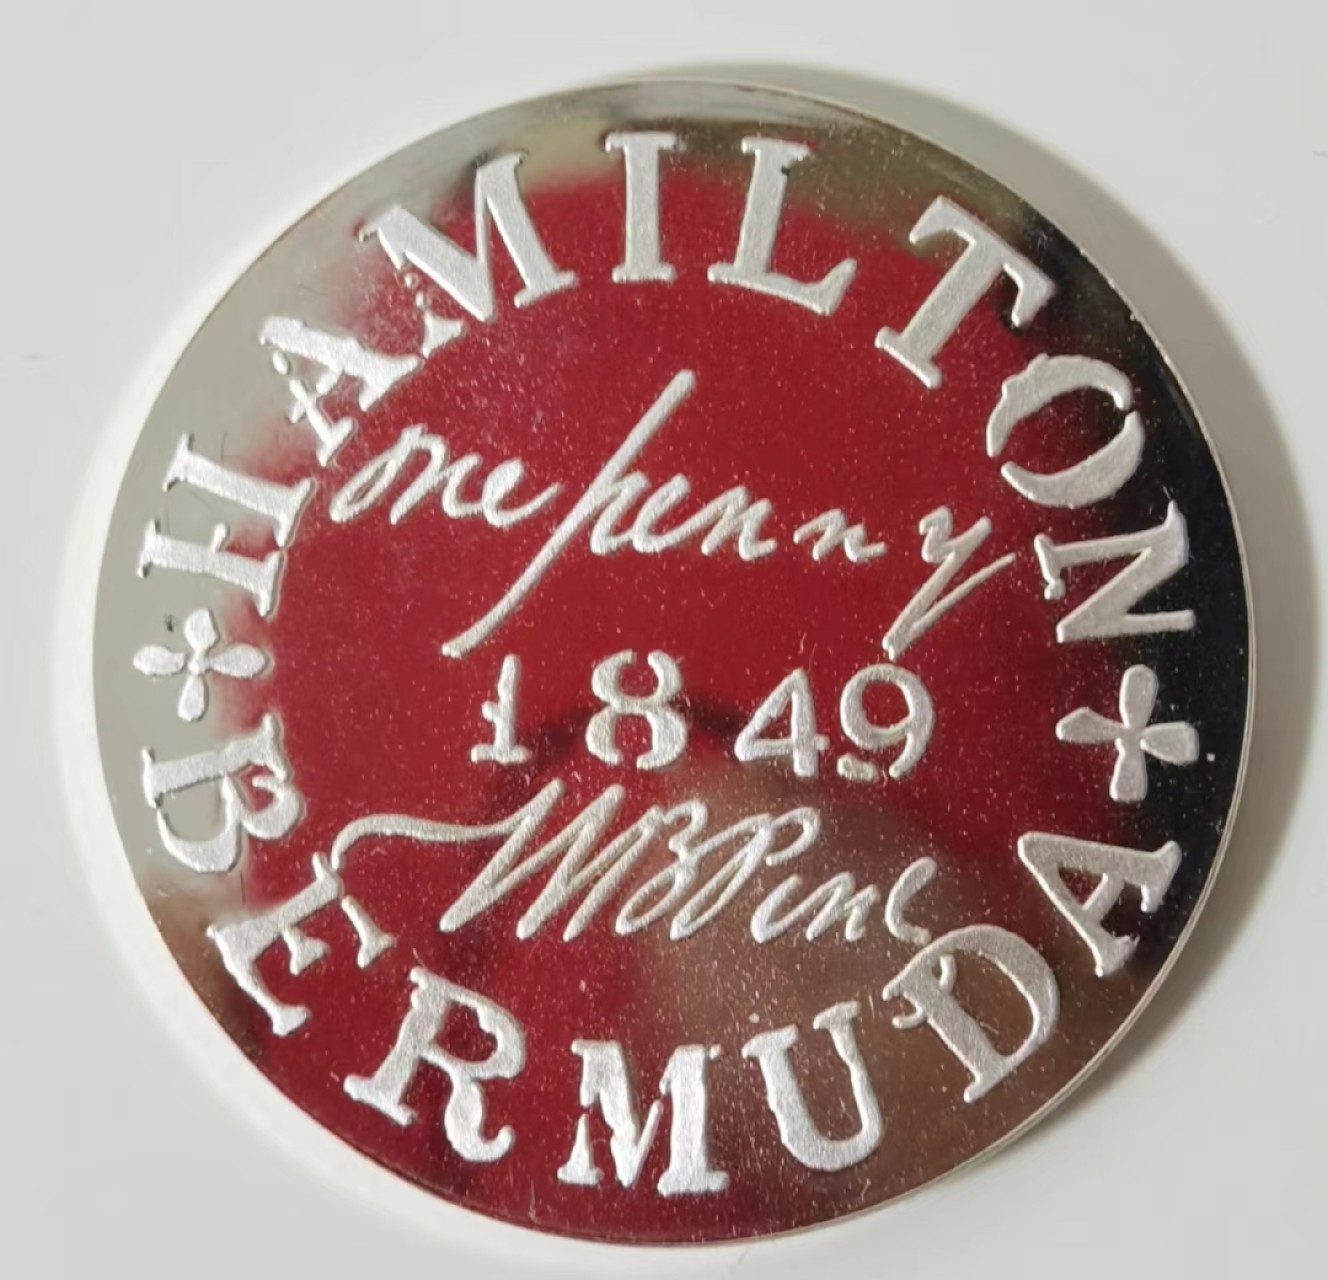 HAMILTON
one penny
1849
W B
BERMUDA